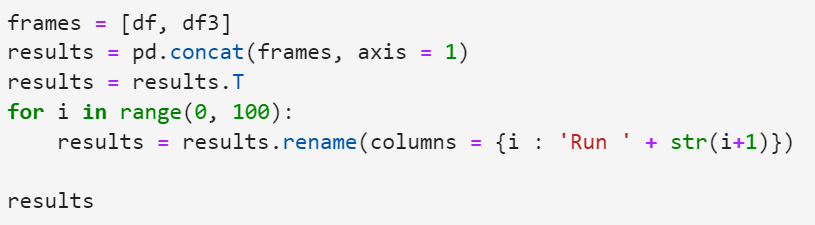 frames = [df, df3]
results = pd.concat(frames, axis = 1)
results = results.T
for i in range(0, 100):
    results = results.rename(columns = {i : 'Run ' + str(i+1)})

results